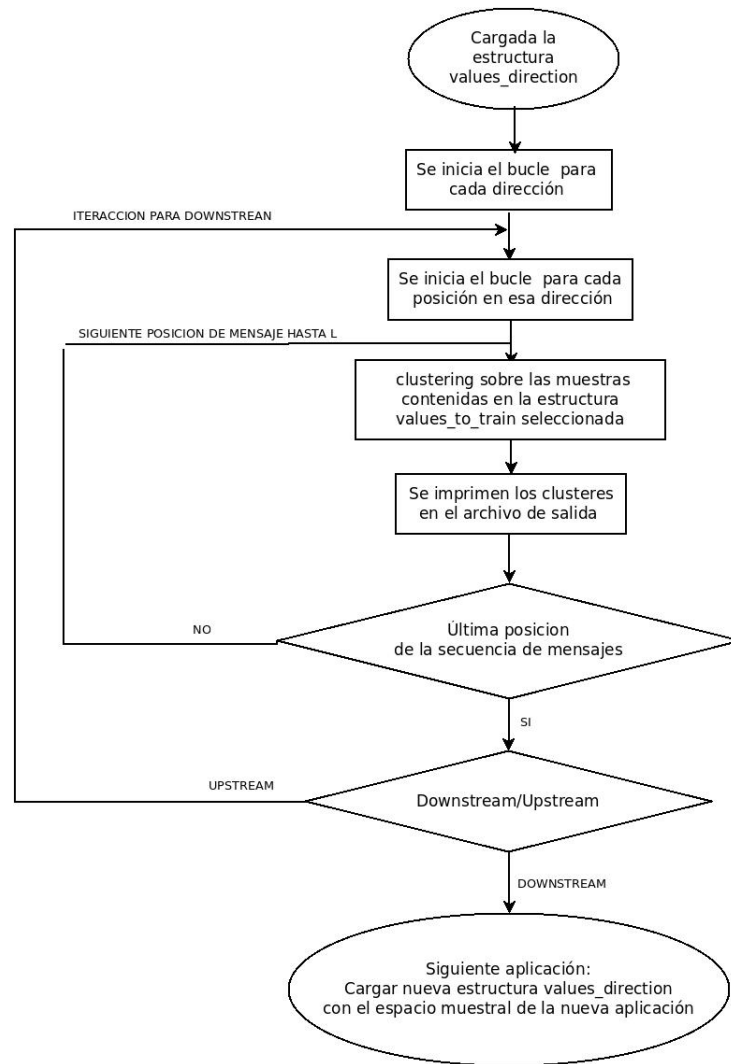 Cargada la
estructura
values_direction
Se inicia el bucle para
cada dirección
ITERACCION PARA DOWNSTREAN
Se inicia el bucle para cada
posición en esa dirección
SIGUIENTE POSICION DE MENSAJE HASTA L
clustering sobre las muestras
contenidas en la estructura
values_to_train seleccionada
Se imprimen los clusteres
en el archivo de salida
Última posicion
de la secuencia de mensajes
NO
SI
Downstream/Upstream
UPSTREAM
DOWNSTREAM
Siguiente aplicación:
Cargar nueva estructura values_direction
con el espacio muestral de la nueva aplicación